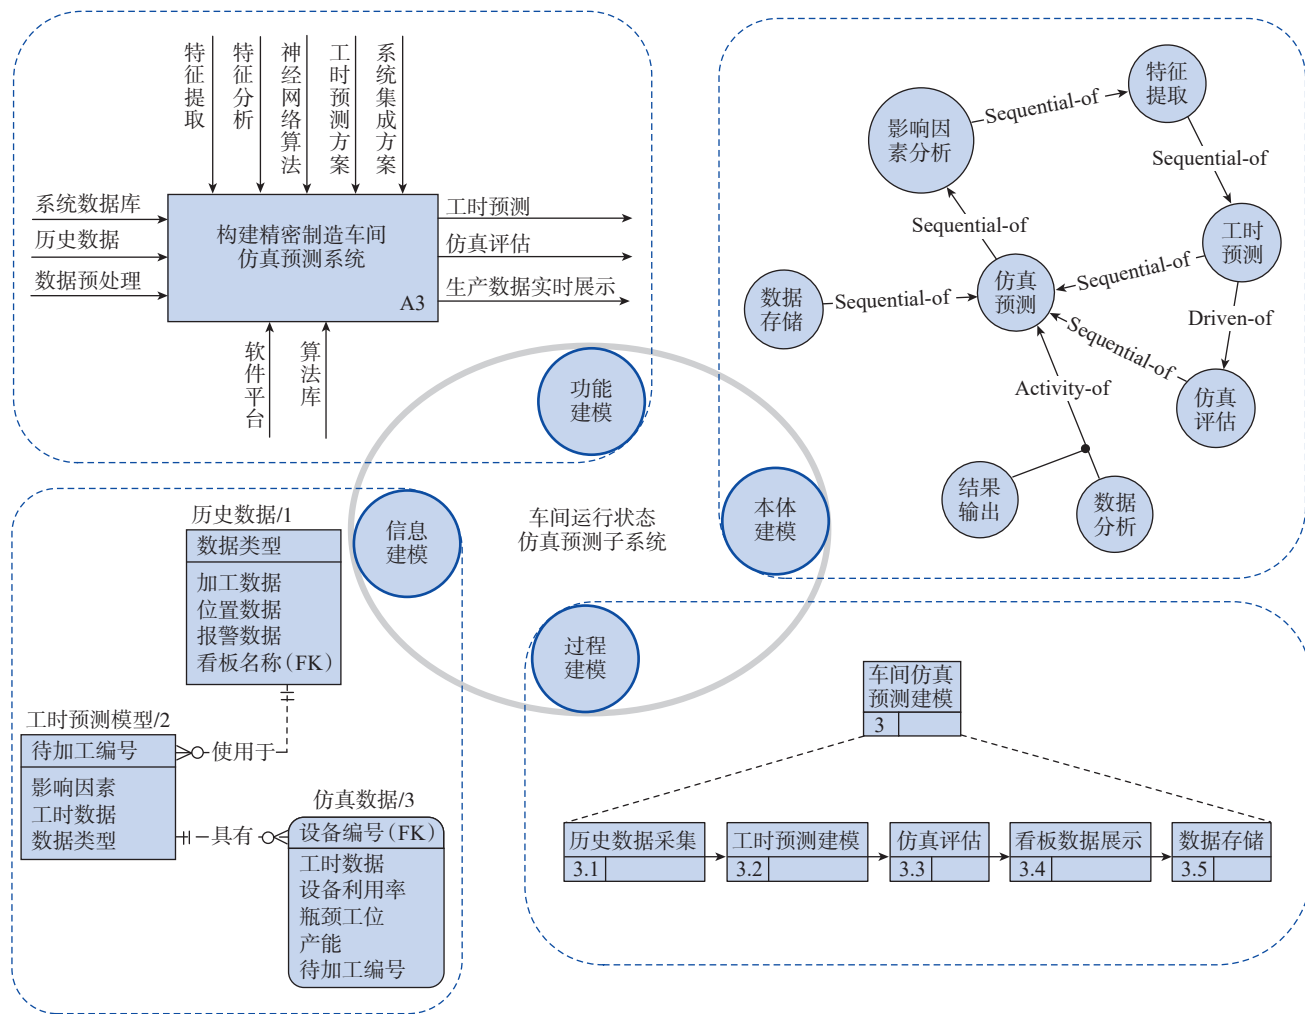 特征提取
特征分析
神经网络算法
工时预测方案
系统集成方案
系统数据库
历史数据
数据预处理
构建精密制造车间
仿真预测系统
A3
工时预测
仿真评估
生产数据实时展示
软件平台
算法库
功能
建模
影响因
素分析
Sequential-of
特征
提取
Sequential-of
工时
预测
Sequential-of
Sequential-of
仿真
预测
数据
存储
Sequential-of
Driven-of
Sequential-of
仿真
评估
Activity-of
结果
输出
数据
分析
本体
建模
车间运行状态
仿真预测子系统
信息
建模
历史数据/1
数据类型
加工数据
位置数据
报警数据
看板名称(FK)
工时预测模型/2
待加工编号
影响因素
工时数据
数据类型
使用于
具有
仿真数据/3
设备编号(FK)
工时数据
设备利用率
瓶颈工位
产能
待加工编号
过程
建模
车间仿真
预测建模
3
历史数据采集
3.1
工时预测建模
3.2
仿真评估
3.3
看板数据展示
3.4
数据存储
3.5